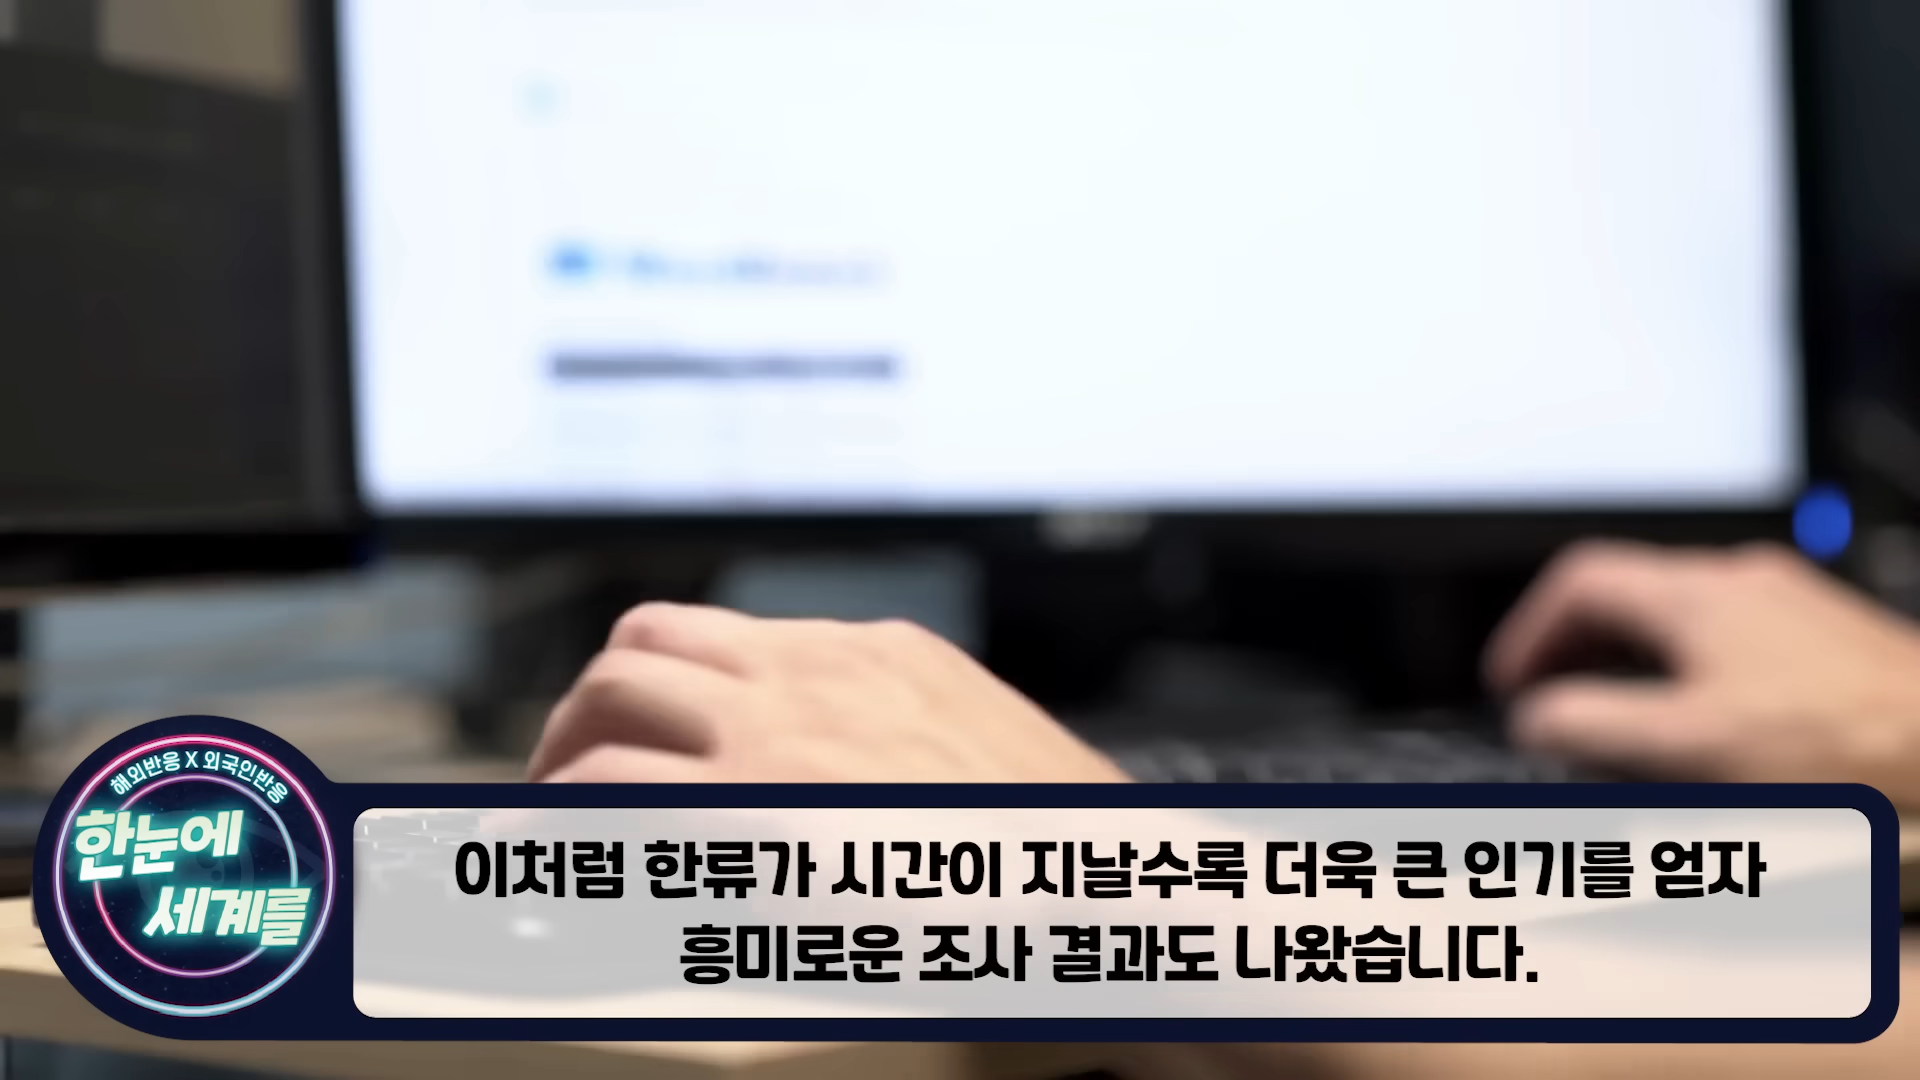 해외반응 X 외국인반응
한눈에
세계를
이처럼 한류가 시간이 지날수록 더욱 큰 인기를 얻자
흥미로운 조사 결과도 나왔습니다.